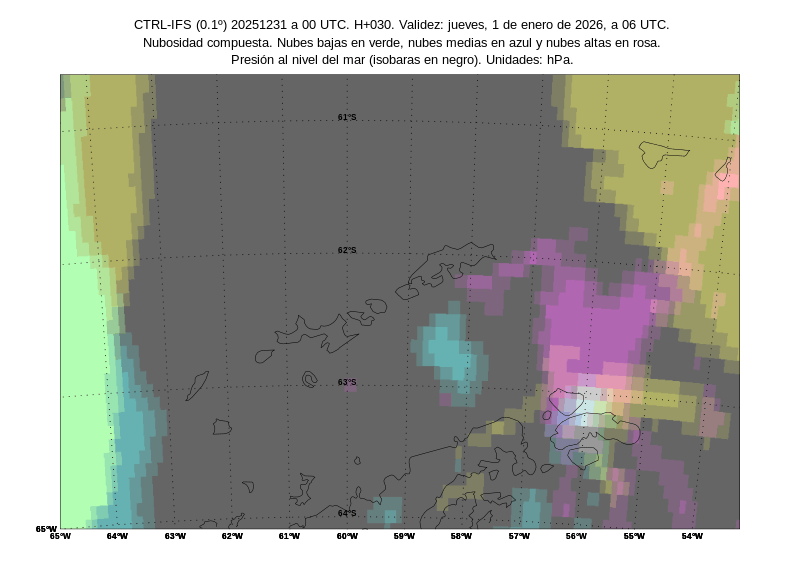 CTRL-IFS (0.1º) 20251231 a 00 UTC. H+030. Validez: jueves, 1 de enero de 2026, a 06 UTC.
Nubosidad compuesta. Nubes bajas en verde, nubes medias en azul y nubes altas en rosa.
Presión al nivel del mar (isobaras en negro). Unidades: hPa.
61°S
62°S
63°S
64°S
65°W
65°W 64°W 63°W 62°W 61°W 60°W 59°W 58°W 57°W 56°W 55°W 54°W